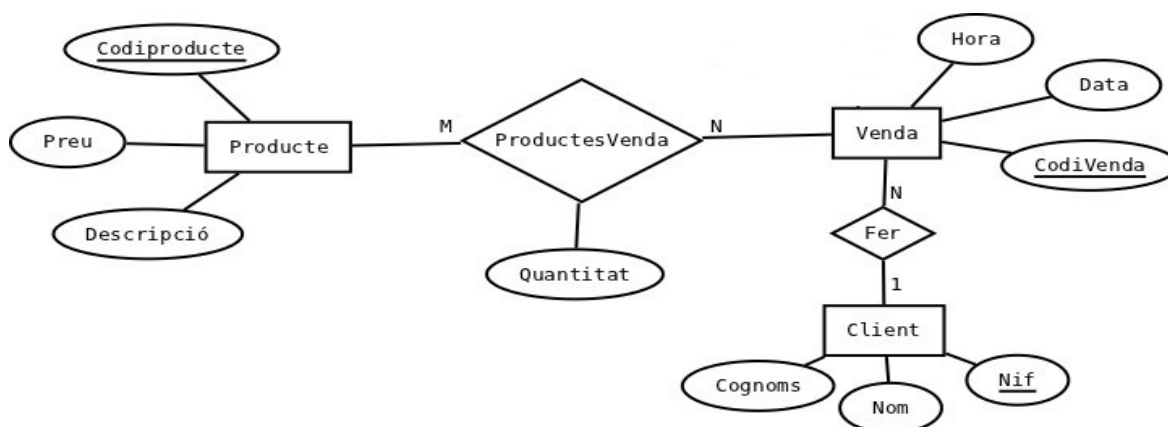 Codiproducte
Preu
Producte
Descripció
M
ProductesVenda
N
Quantitat
Hora
Data
Venda
CodiVenda
N
Fer
1
Client
Cognoms
Nom
Nif